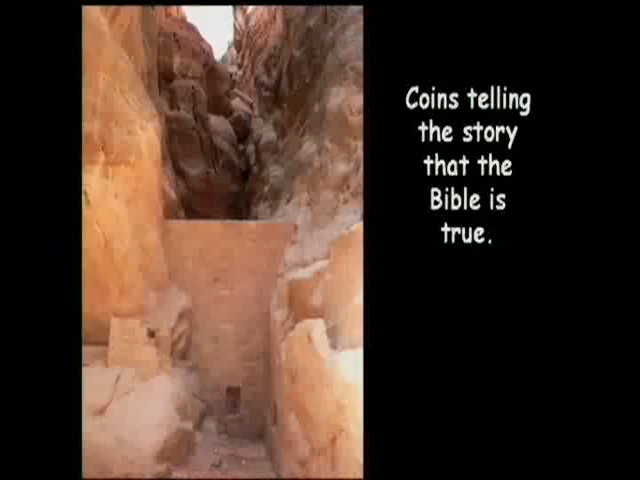 Coins telling
the story
that the
Bible is
true.